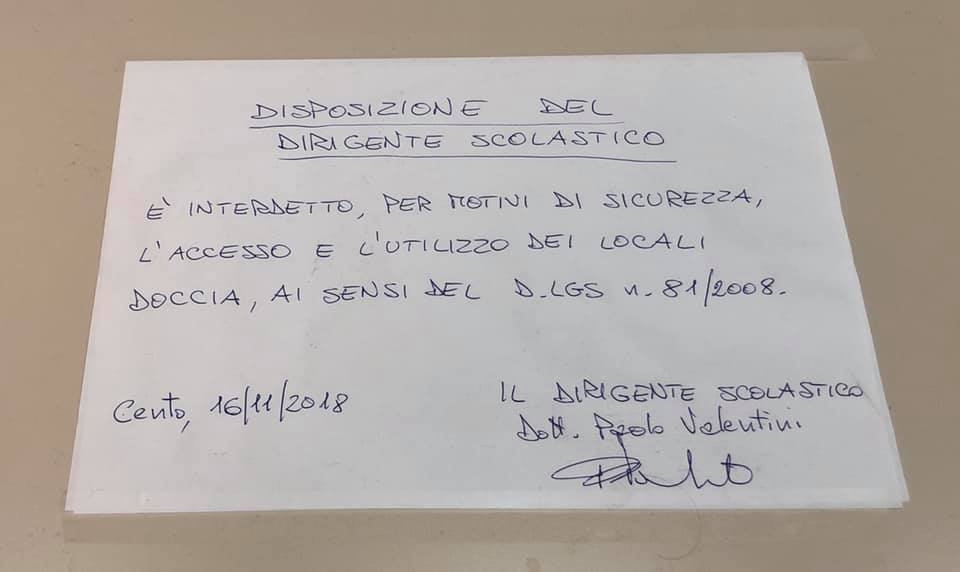 DISPOSIZIONE DEL
DIRIGENTE SCOLASTICO
E' INTERDETTO, PER MOTIVI DI SICUREZZA,
L'ACCESSO E L'UTILIZZO DEI LOCALI
DOCCIA, AI SENSI DEL D.LGS n. 81/2008.
Cento, 16/11/2018
IL DIRIGENTE SCOLASTICO
Dott. Paolo Valentini